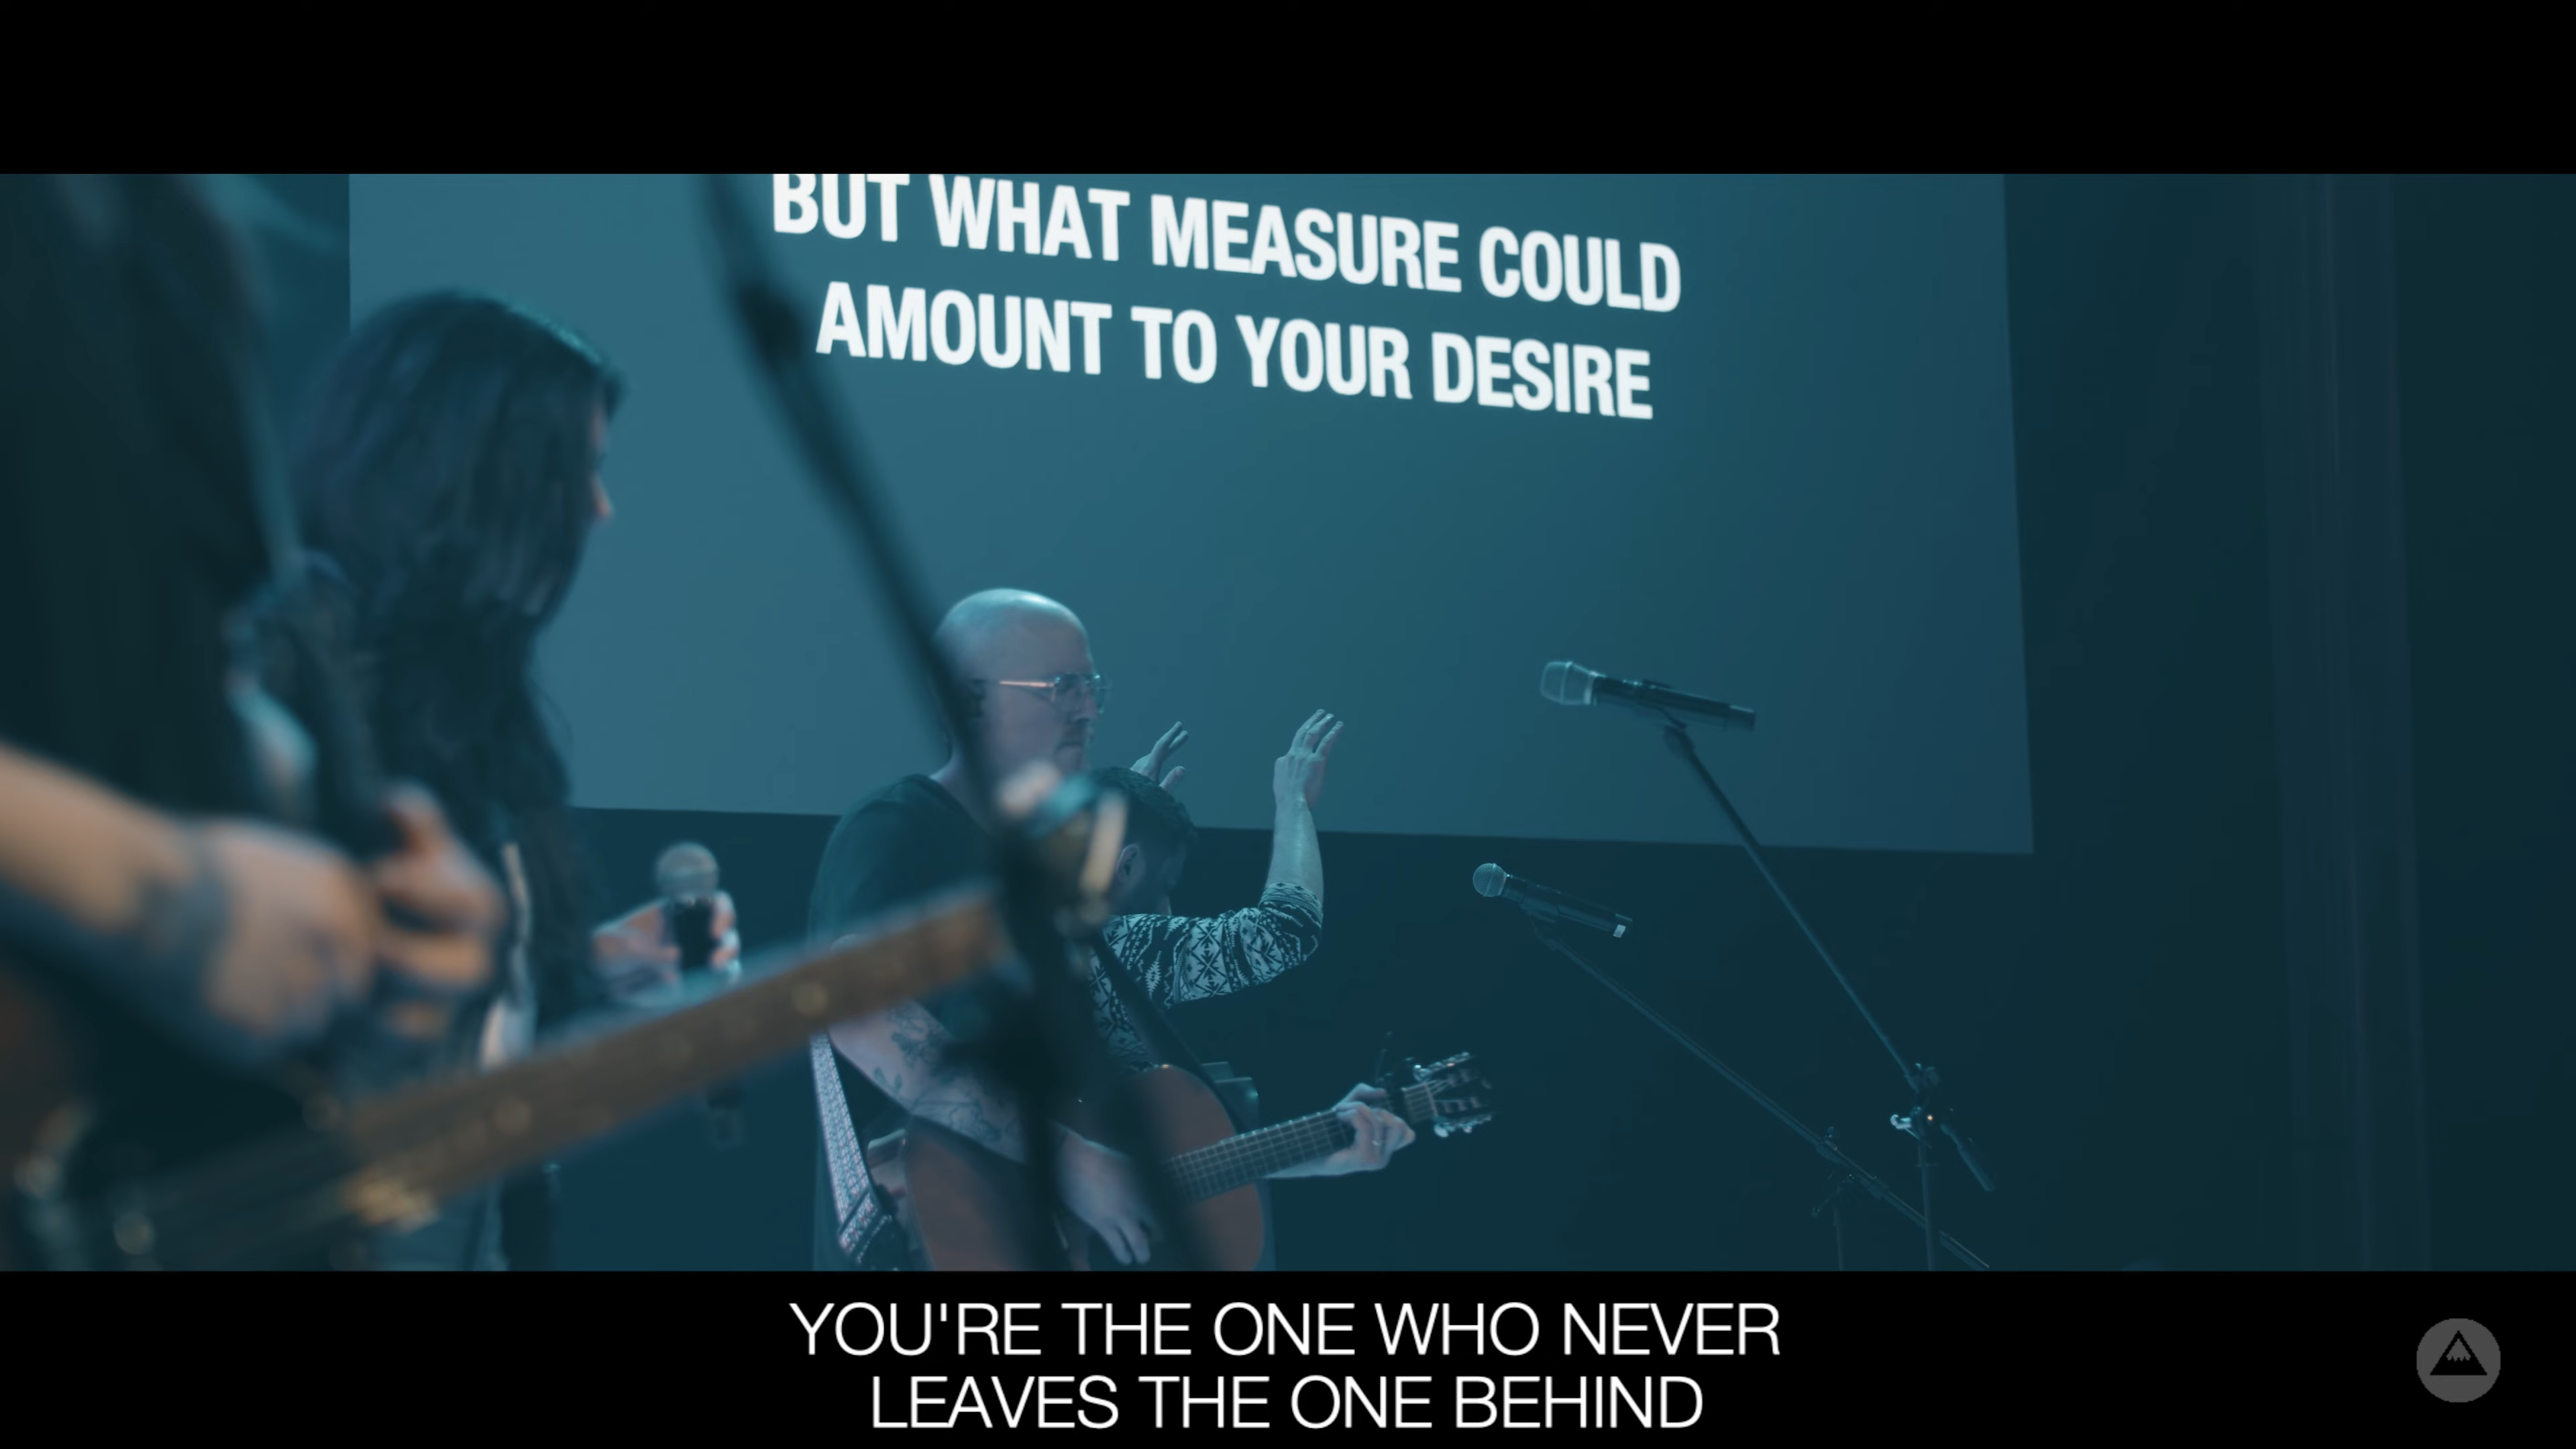 BUT WHAT MEASURE COULD
AMOUNT TO YOUR DESIRE
YOU'RE THE ONE WHO NEVER
LEAVES THE ONE BEHIND